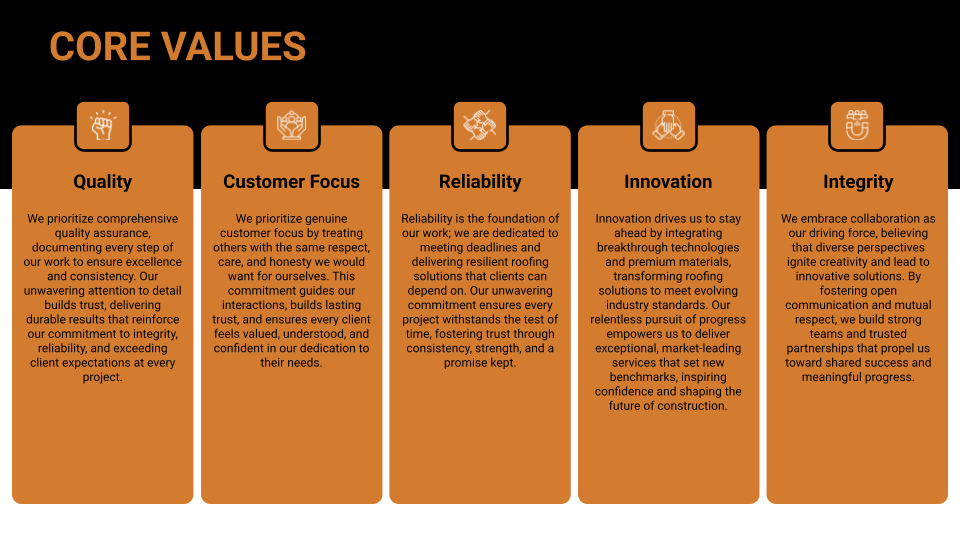 CORE VALUES
Quality
We prioritize comprehensive
quality assurance,
documenting every step of
our work to ensure excellence
and consistency. Our
unwavering attention to detail
builds trust, delivering
durable results that reinforce
our commitment to integrity,
reliability, and exceeding
client expectations at every
project.
Customer Focus
We prioritize genuine
customer focus by treating
others with the same respect,
care, and honesty we would
want for ourselves. This
commitment guides our
interactions, builds lasting
trust, and ensures every client
feels valued, understood, and
confident in our dedication to
their needs.
Reliability
Reliability is the foundation of
our work; we are dedicated to
meeting deadlines and
delivering resilient roofing
solutions that clients can
depend on. Our unwavering
commitment ensures every
project withstands the test of
time, fostering trust through
consistency, strength, and a
promise kept.
Innovation
Innovation drives us to stay
ahead by integrating
breakthrough technologies
and premium materials,
transforming roofing
solutions to meet evolving
industry standards. Our
relentless pursuit of progress
empowers us to deliver
exceptional, market-leading
services that set new
benchmarks, inspiring
confidence and shaping the
future of construction.
Integrity
We embrace collaboration as
our driving force, believing
that diverse perspectives
ignite creativity and lead to
innovative solutions. By
fostering open
communication and mutual
respect, we build strong
teams and trusted
partnerships that propel us
toward shared success and
meaningful progress.